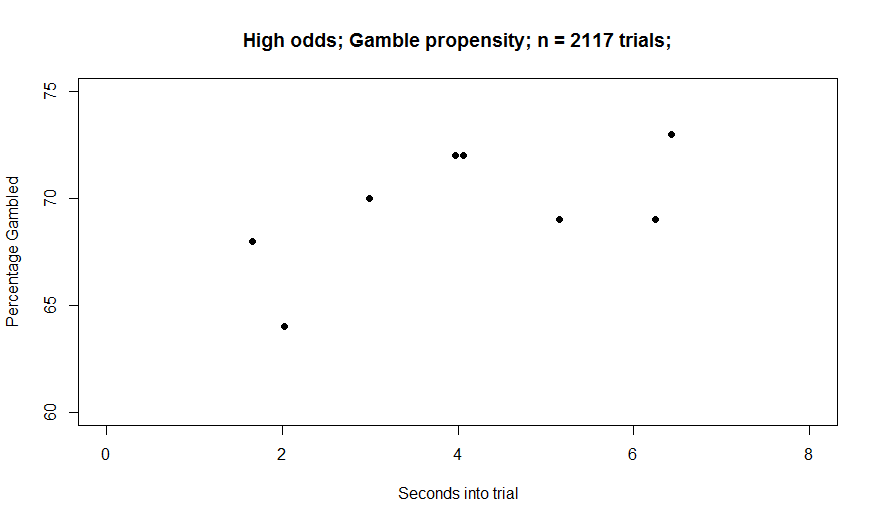 High odds; Gamble propensity; n = 2117 trials;
Percentage Gambled
75
70
65
60
0 2 4 6 8
Seconds into trial